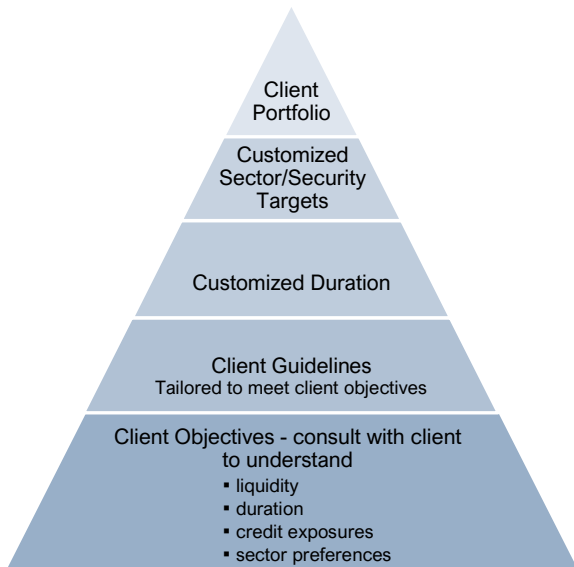 Client
Portfolio
Customized
Sector/Security
Targets
Customized Duration
Client Guidelines
Tailored to meet client objectives
Client Objectives - consult with client
to understand
▪ liquidity
▪ duration
▪ credit exposures
▪ sector preferences